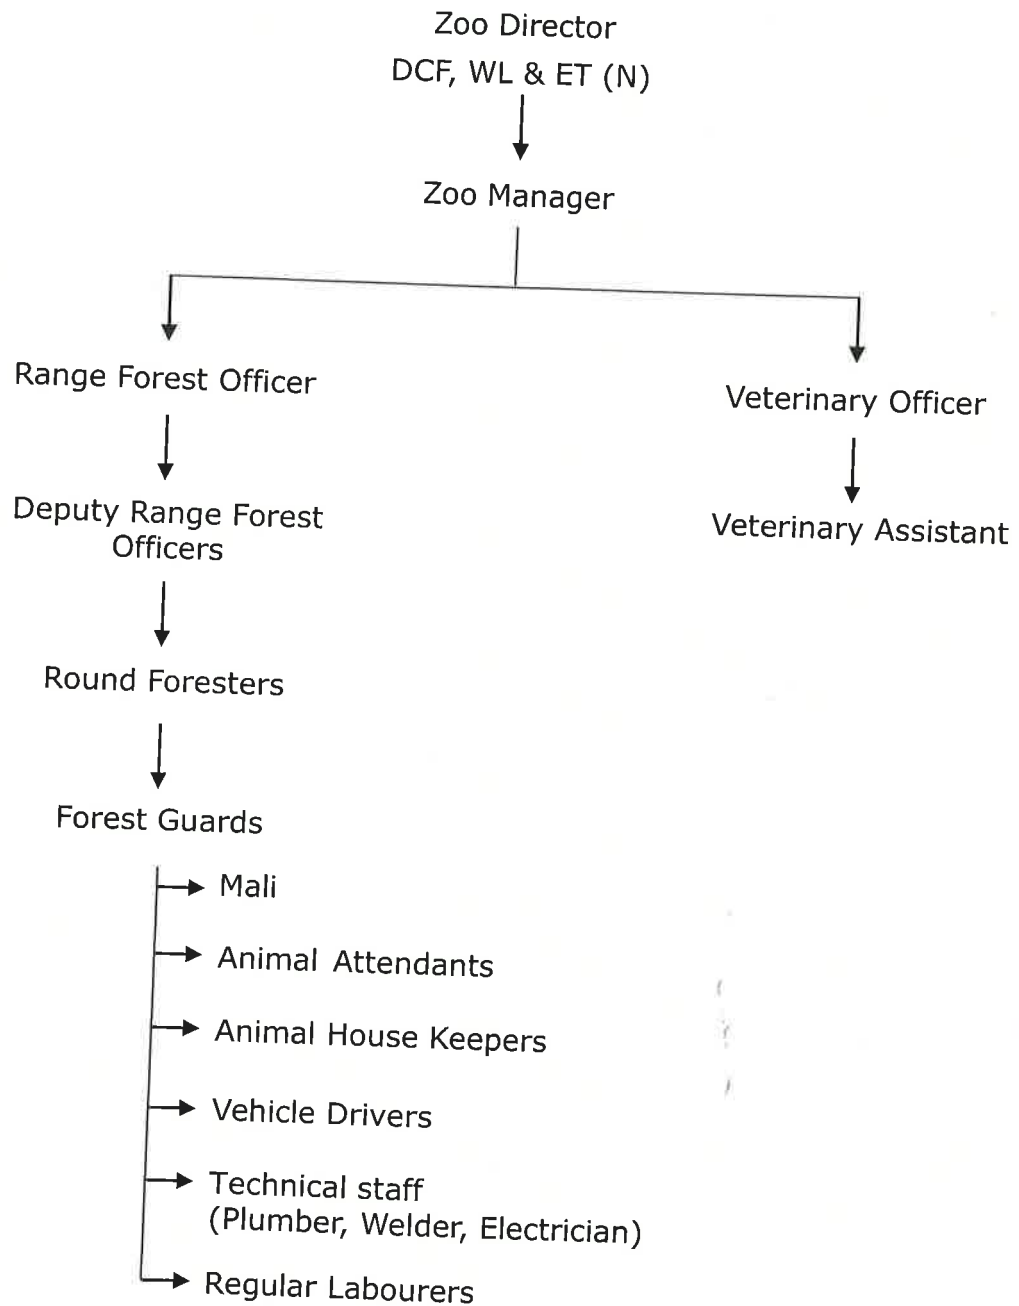 Zoo Director
DCF, WL & ET (N)
Zoo Manager
Range Forest Officer
Veterinary Officer
Deputy Range Forest
Officers
Veterinary Assistant
Round Foresters
Forest Guards
Mali
Animal Attendants
Animal House Keepers
Vehicle Drivers
Technical staff
(Plumber, Welder, Electrician)
Regular Labourers